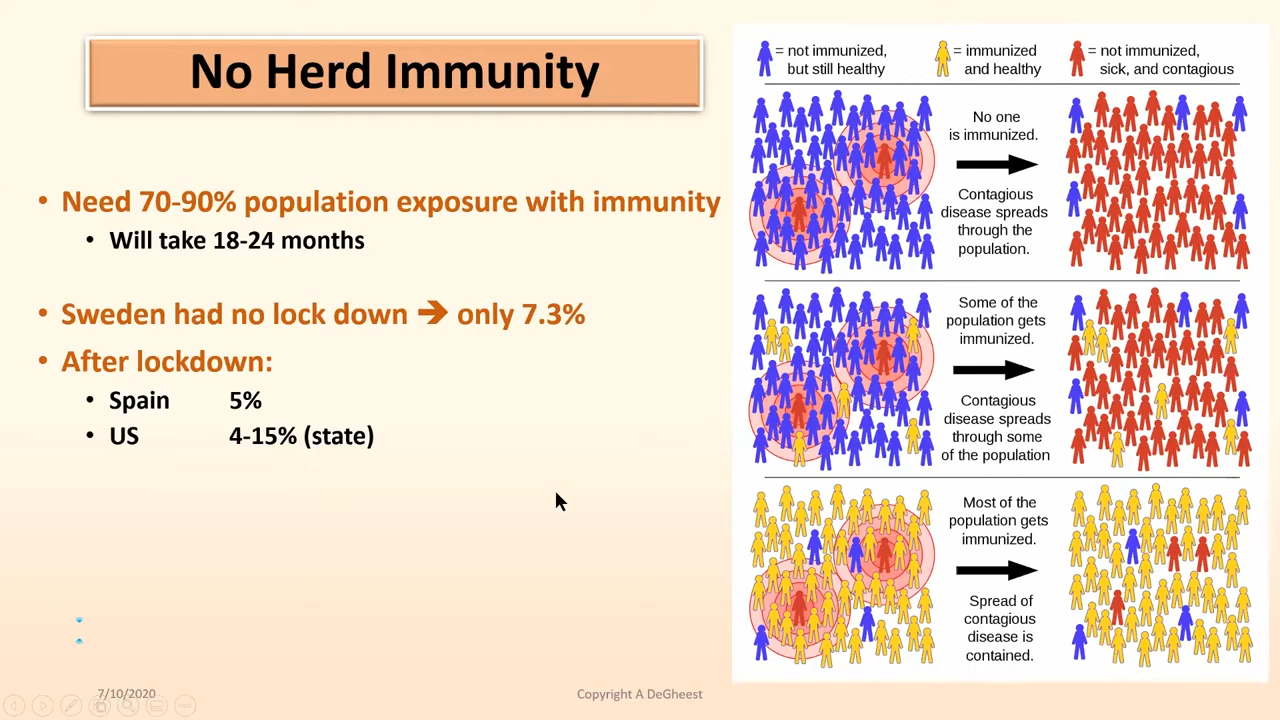 No Herd Immunity
• Need 70-90% population exposure with immunity
• Will take 18-24 months
• Sweden had no lock down ➔ only 7.3%
• After lockdown:
• Spain 5%
• US 4-15% (state)
= not immunized,
but still healthy
= immunized
and healthy
= not immunized,
sick, and contagious
No one
is immunized.
Contagious
disease spreads
through the
population.
Some of the
population gets
immunized.
Contagious
disease spreads
through some
of the population
Most of the
population gets
immunized.
Spread of
contagious
disease is
contained.
7/10/2020
Copyright A DeGheest